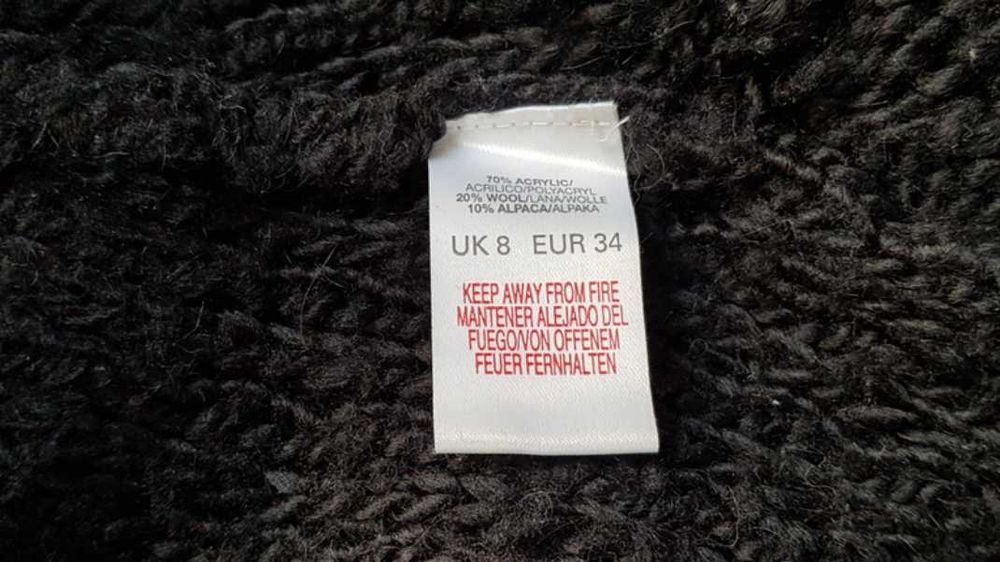 70% ACRYLIC/
ACRILICO/POLYACRYL
20% WOOL/LANA/WOLLE
10% ALPACA/ALPAKA
UK 8 EUR 34
KEEP AWAY FROM FIRE
MANTENER ALEJADO DEL
FUEGO/VON OFFENEM
FEUER FERNHALTEN